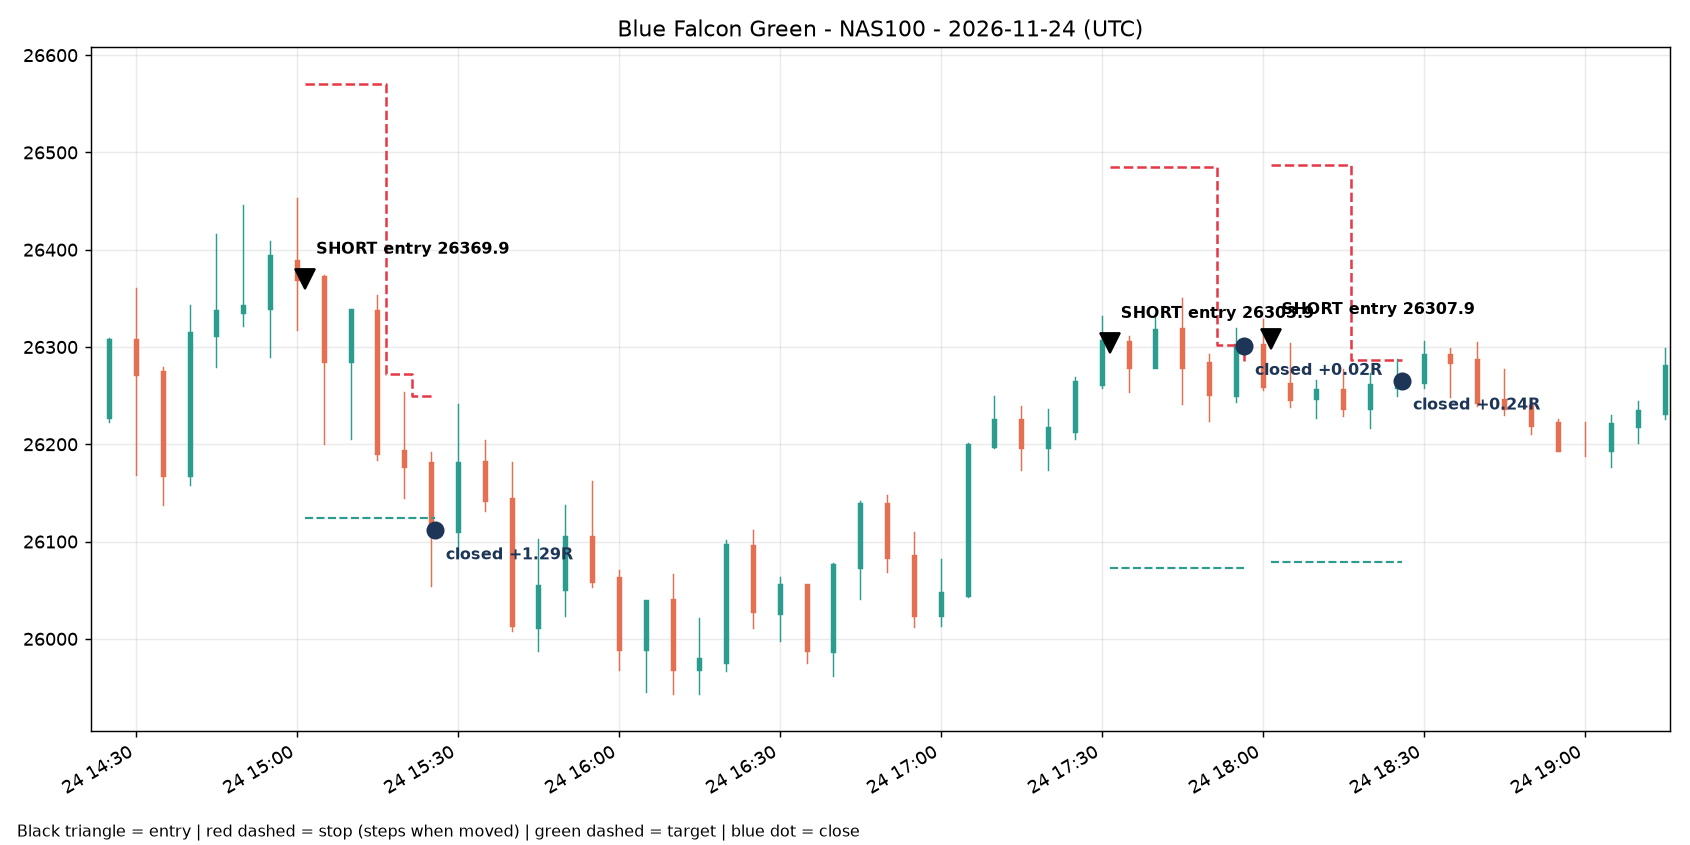 Blue Falcon Green - NAS100 - 2026-11-24 (UTC)
26600
26500
26400
26300
26200
26100
26000
SHORT entry 26369.9
closed +1.29R
SHORT entry 26305.9
SHORT entry 26307.9
closed +0.02R
closed +0.24R
24 14:30
24 15:00
24 15:30
24 16:00
24 16:30
24 17:00
24 17:30
24 18:00
24 18:30
24 19:00
Black triangle = entry | red dashed = stop (steps when moved) | green dashed = target | blue dot = close